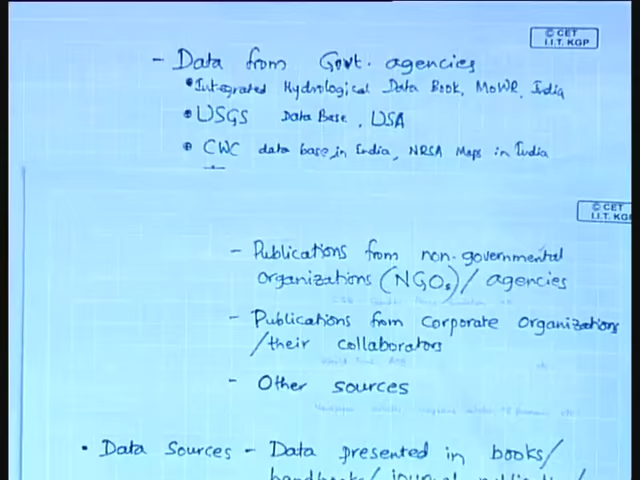 © CET
I.I.T. KGP
- Data from Govt. agencies
• Integrated Hydrological Data Book, MoWR, India
• USGS Data Base, USA
• CWC data base in India, NRSA Maps in India
© CET
I.I.T. KGP
- Publications from non-governmental
organizations (NGOs)/ agencies
- Publications from corporate organizations
/their collaborators
- Other sources
• Data Sources - Data presented in books/
handbooks/ journal